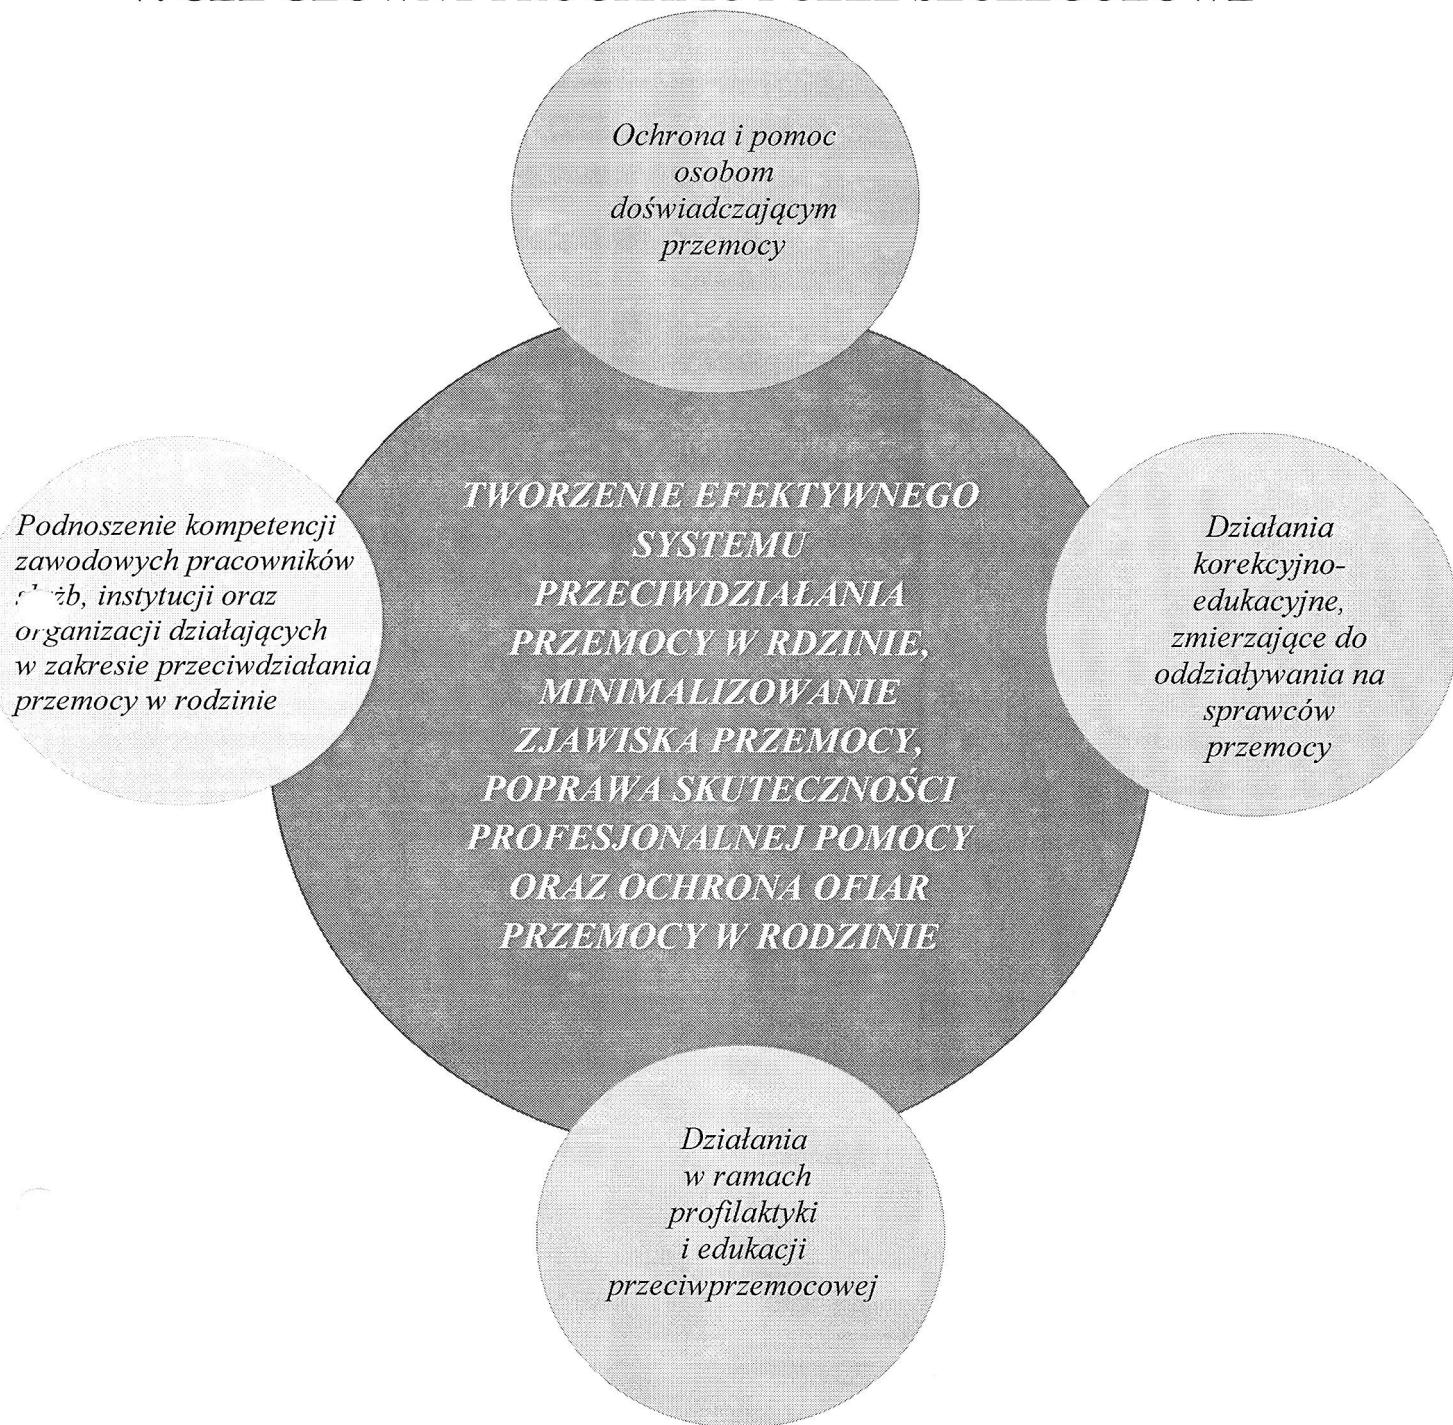 Ochrona i pomoc
osobom
doświadczającym
przemocy
TWORZENIE EFEKTYWNEGO
SYSTEMU
PRZECIWDZIAŁANIA
PRZEMOCY W RDZINIE,
MINIMALIZOWANIE
ZJAWISKA PRZEMOCY,
POPRAWA SKUTECZNOŚCI
PROFESJONALNEJ POMOCY
ORAZ OCHRONA OFIAR
PRZEMOCY W RODZINIE
Podnoszenie kompetencji
zawodowych pracowników
instytucji oraz
organizacji działających
w zakresie przeciwdziałania
przemocy w rodzinie
Działania
korekcyjno-
edukacyjne,
zmierzające do
oddziaływania na
sprawców
przemocy
Działania
w ramach
profilaktyki
i edukacji
przeciwprzemocowej